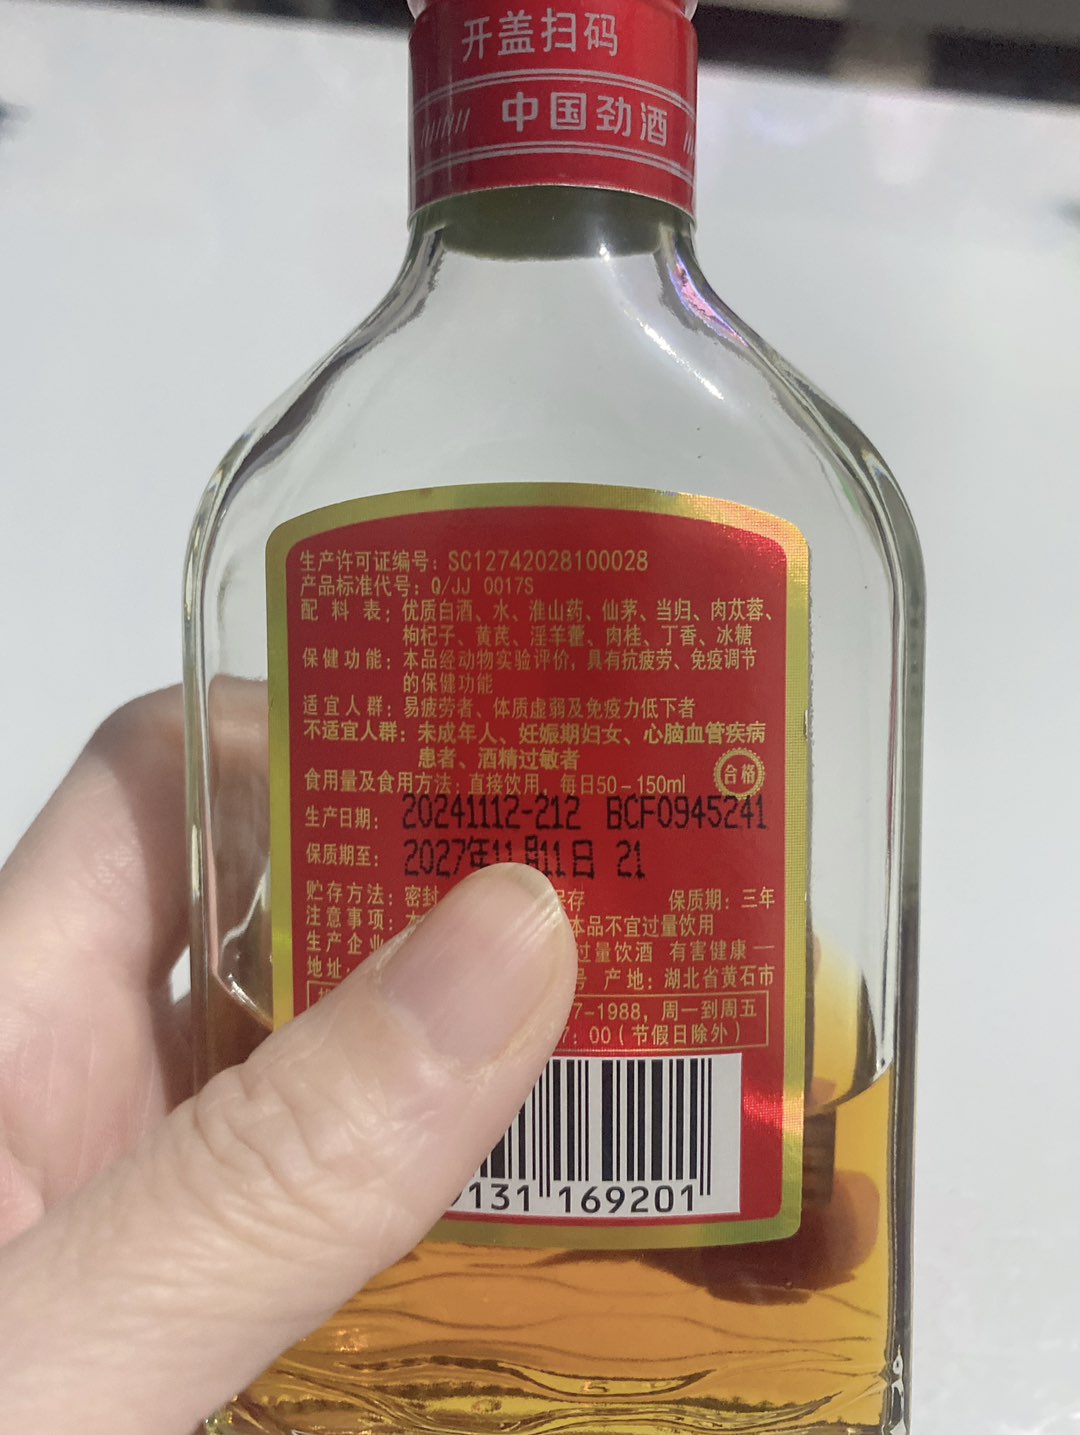 开盖扫码
中国劲酒
生产许可证编号：SC12742028100028
产品标准代号：Q/JJ 0017S
配料表：优质白酒、水、淮山药、仙茅、当归、肉苁蓉、
枸杞子、黄芪、淫羊藿、肉桂、丁香、冰糖
保健功能：本品经动物实验评价，具有抗疲劳、免疫调节
的保健功能
适宜人群：易疲劳者、体质虚弱及免疫力低下者
不适宜人群：未成年人、妊娠期妇女、心脑血管疾病
患者、酒精过敏者
食用量及食用方法：直接饮用，每日50-150ml
合格
生产日期：20241112-212 BCF0945241
保质期至：2027年11月11日 21
贮存方法：密封 保存 保质期：三年
注意事项：本品不宜过量饮用
生产企业 过量饮酒 有害健康
地址： 号 产地：湖北省黄石市
7-1988，周一到周五
7：00（节假日除外）
131 169201